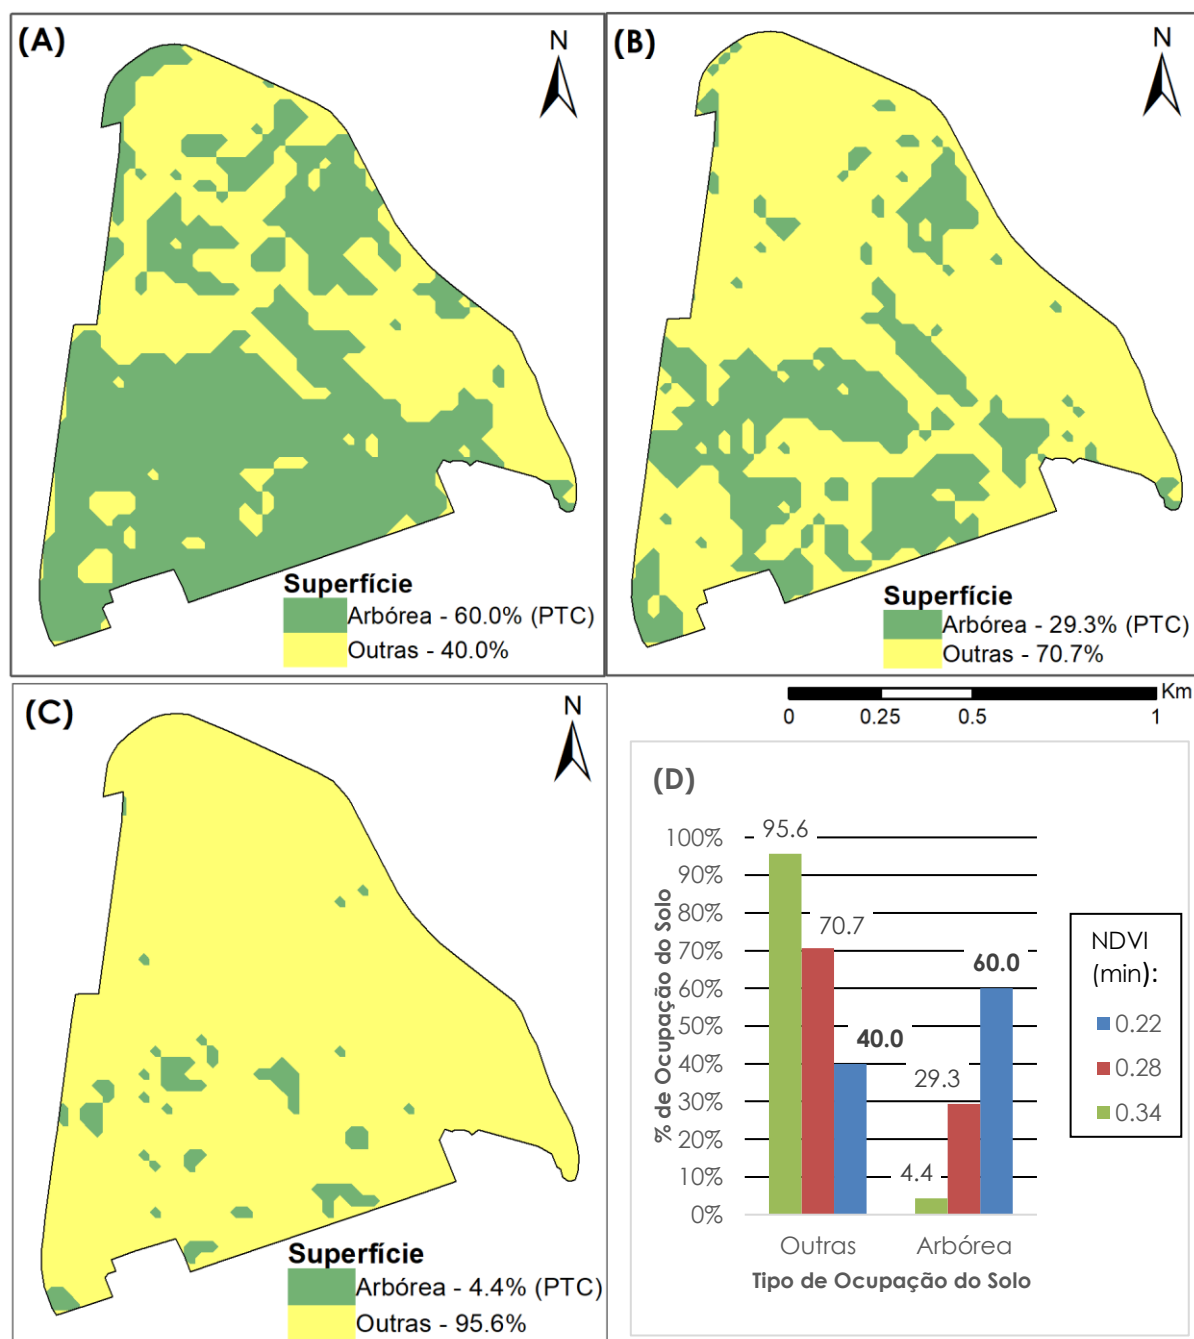 (A)
N
Superfície
Arbórea - 60.0% (PTC)
Outras - 40.0%
(B)
N
Superfície
Arbórea - 29.3% (PTC)
Outras - 70.7%
(C)
N
Superfície
Arbórea - 4.4% (PTC)
Outras - 95.6%
Km
0 0.25 0.5 1
(D)
% de Ocupação do Solo
100%
90%
80%
70%
60%
50%
40%
30%
20%
10%
0%
95.6
70.7
40.0
4.4
29.3
60.0
Outras Arbórea
Tipo de Ocupação do Solo
NDVI
(min):
0.22
0.28
0.34